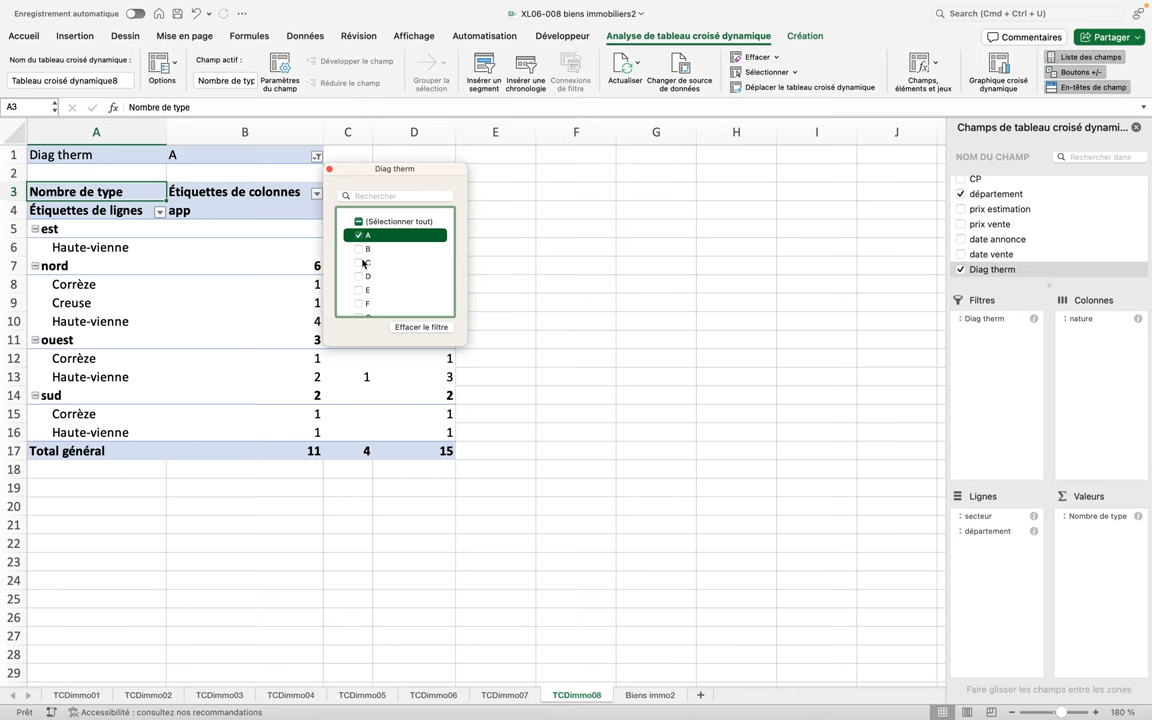 Enregistrement automatique
XL06-008 biens immobiliers2
Search (Cmd + Ctrl + U)
Accueil Insertion Dessin Mise en page Formules Données Révision Affichage Automatisation Développeur Analyse de tableau croisé dynamique Création
Commentaires
Partager
Nom du tableau croisé dynamique :
Tableau croisé dynamique8
Options
Champ actif :
Nombre de typ
Paramètres du champ
Développer le champ
Réduire le champ
Grouper la sélection
Insérer un segment
Insérer une chronologie
Connexions de filtre
Actualiser
Changer de source de données
Effacer
Sélectionner
Déplacer le tableau croisé dynamique
Champs, éléments et jeux
Graphique croisé dynamique
Liste des champs
Boutons +/-
En-têtes de champ
A3
fx
Nombre de type
A B C D E F G H I J
1 Diag therm A
2
3 Nombre de type Étiquettes de colonnes
4 Étiquettes de lignes app
5 est
6 Haute-vienne
7 nord 6
8 Corrèze 1
9 Creuse 1
10 Haute-vienne 4
11 ouest 3
12 Corrèze 1 1
13 Haute-vienne 2 1 3
14 sud 2 2
15 Corrèze 1 1
16 Haute-vienne 1 1
17 Total général 11 4 15
18
19
20
21
22
23
24
25
26
27
28
29
Diag therm
Rechercher
(Sélectionner tout)
A
B
C
D
E
F
Effacer le filtre
Champs de tableau croisé dynami...
NOM DU CHAMP
Rechercher dans
CP
département
prix estimation
prix vente
date annonce
date vente
Diag therm
Filtres
Diag therm
Colonnes
nature
Lignes
secteur
département
Valeurs
Nombre de type
Faire glisser les champs entre les zones
TCDimmo01 TCDimmo02 TCDimmo03 TCDimmo04 TCDimmo05 TCDimmo06 TCDimmo07 TCDimmo08 Biens immo2
Prêt
Accessibilité : consultez nos recommandations
180 %